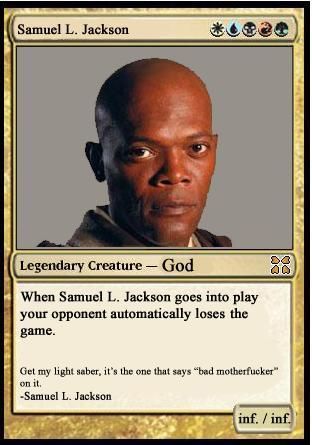 Samuel L. Jackson
Legendary Creature — God
When Samuel L. Jackson goes into play
your opponent automatically loses the
game.
Get my light saber, it's the one that says “bad motherfucker”
on it.
-Samuel L. Jackson
inf. / inf.